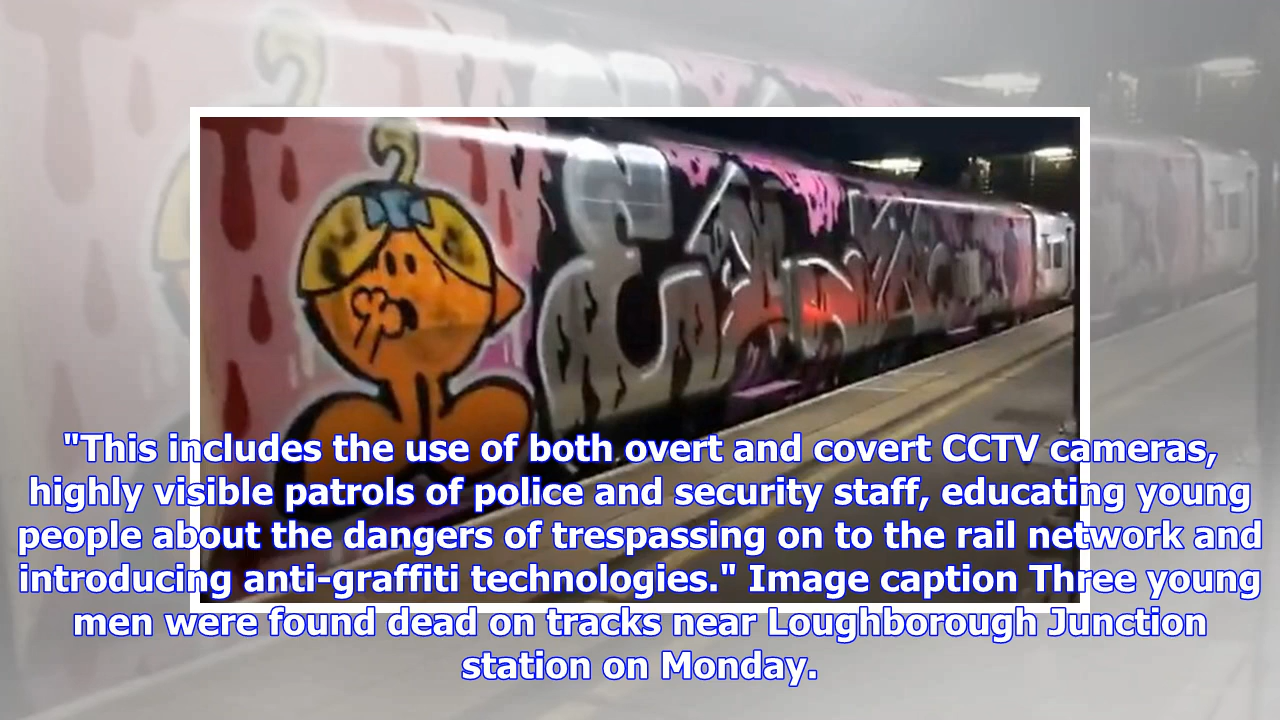 "This includes the use of both overt and covert CCTV cameras,
highly visible patrols of police and security staff, educating young
people about the dangers of trespassing on to the rail network and
introducing anti-graffiti technologies." Image caption Three young
men were found dead on tracks near Loughborough Junction
station on Monday.